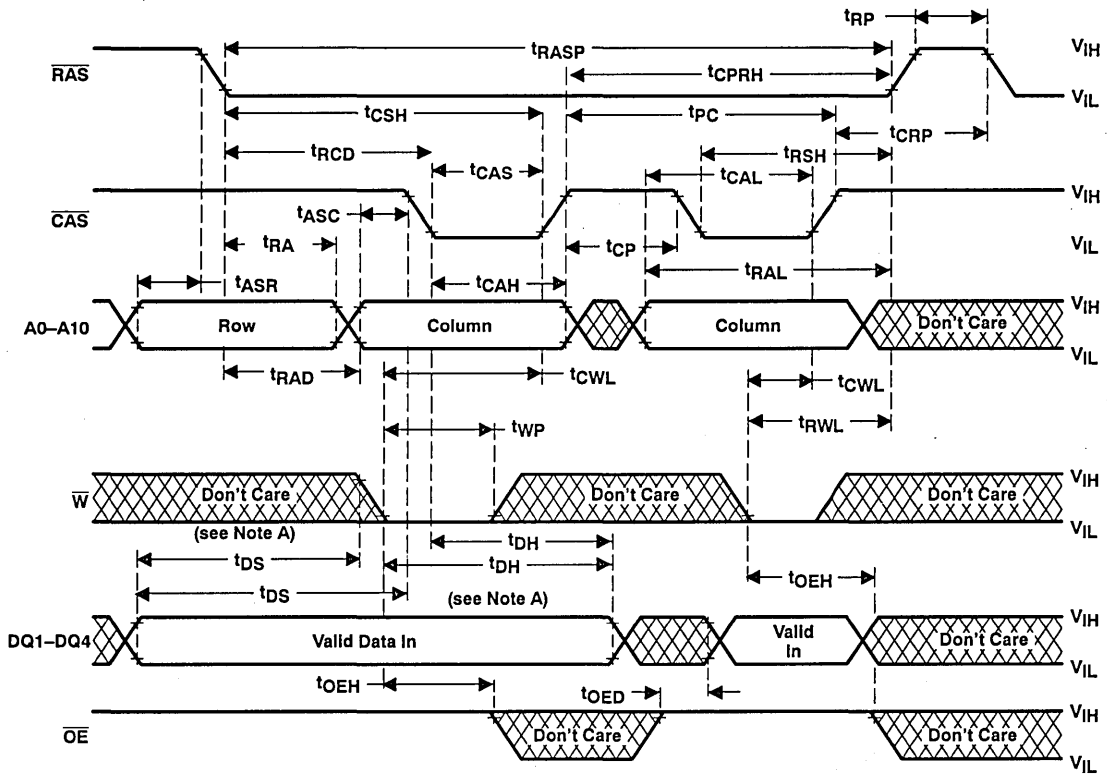 tRP
tRASP
VIH
RAS
tCPRH
VIL
tCSH
tPC
tCRP
tRCD
tRSH
tCAS
tCAL
VIH
CAS
tASC
VIL
tRA
tCP
tASR
tCAH
tRAL
VIH
A0–A10
Row
Column
Column
Don't Care
VIL
tRAD
tCWL
tCWL
tWP
tRWL
VIH
W
Don't Care
Don't Care
Don't Care
VIL
(see Note A)
tDH
tDS
tDH
tOEH
tDS
(see Note A)
VIH
DQ1–DQ4
Valid Data In
Valid
In
Don't Care
VIL
tOEH
tOED
VIH
OE
Don't Care
Don't Care
VIL